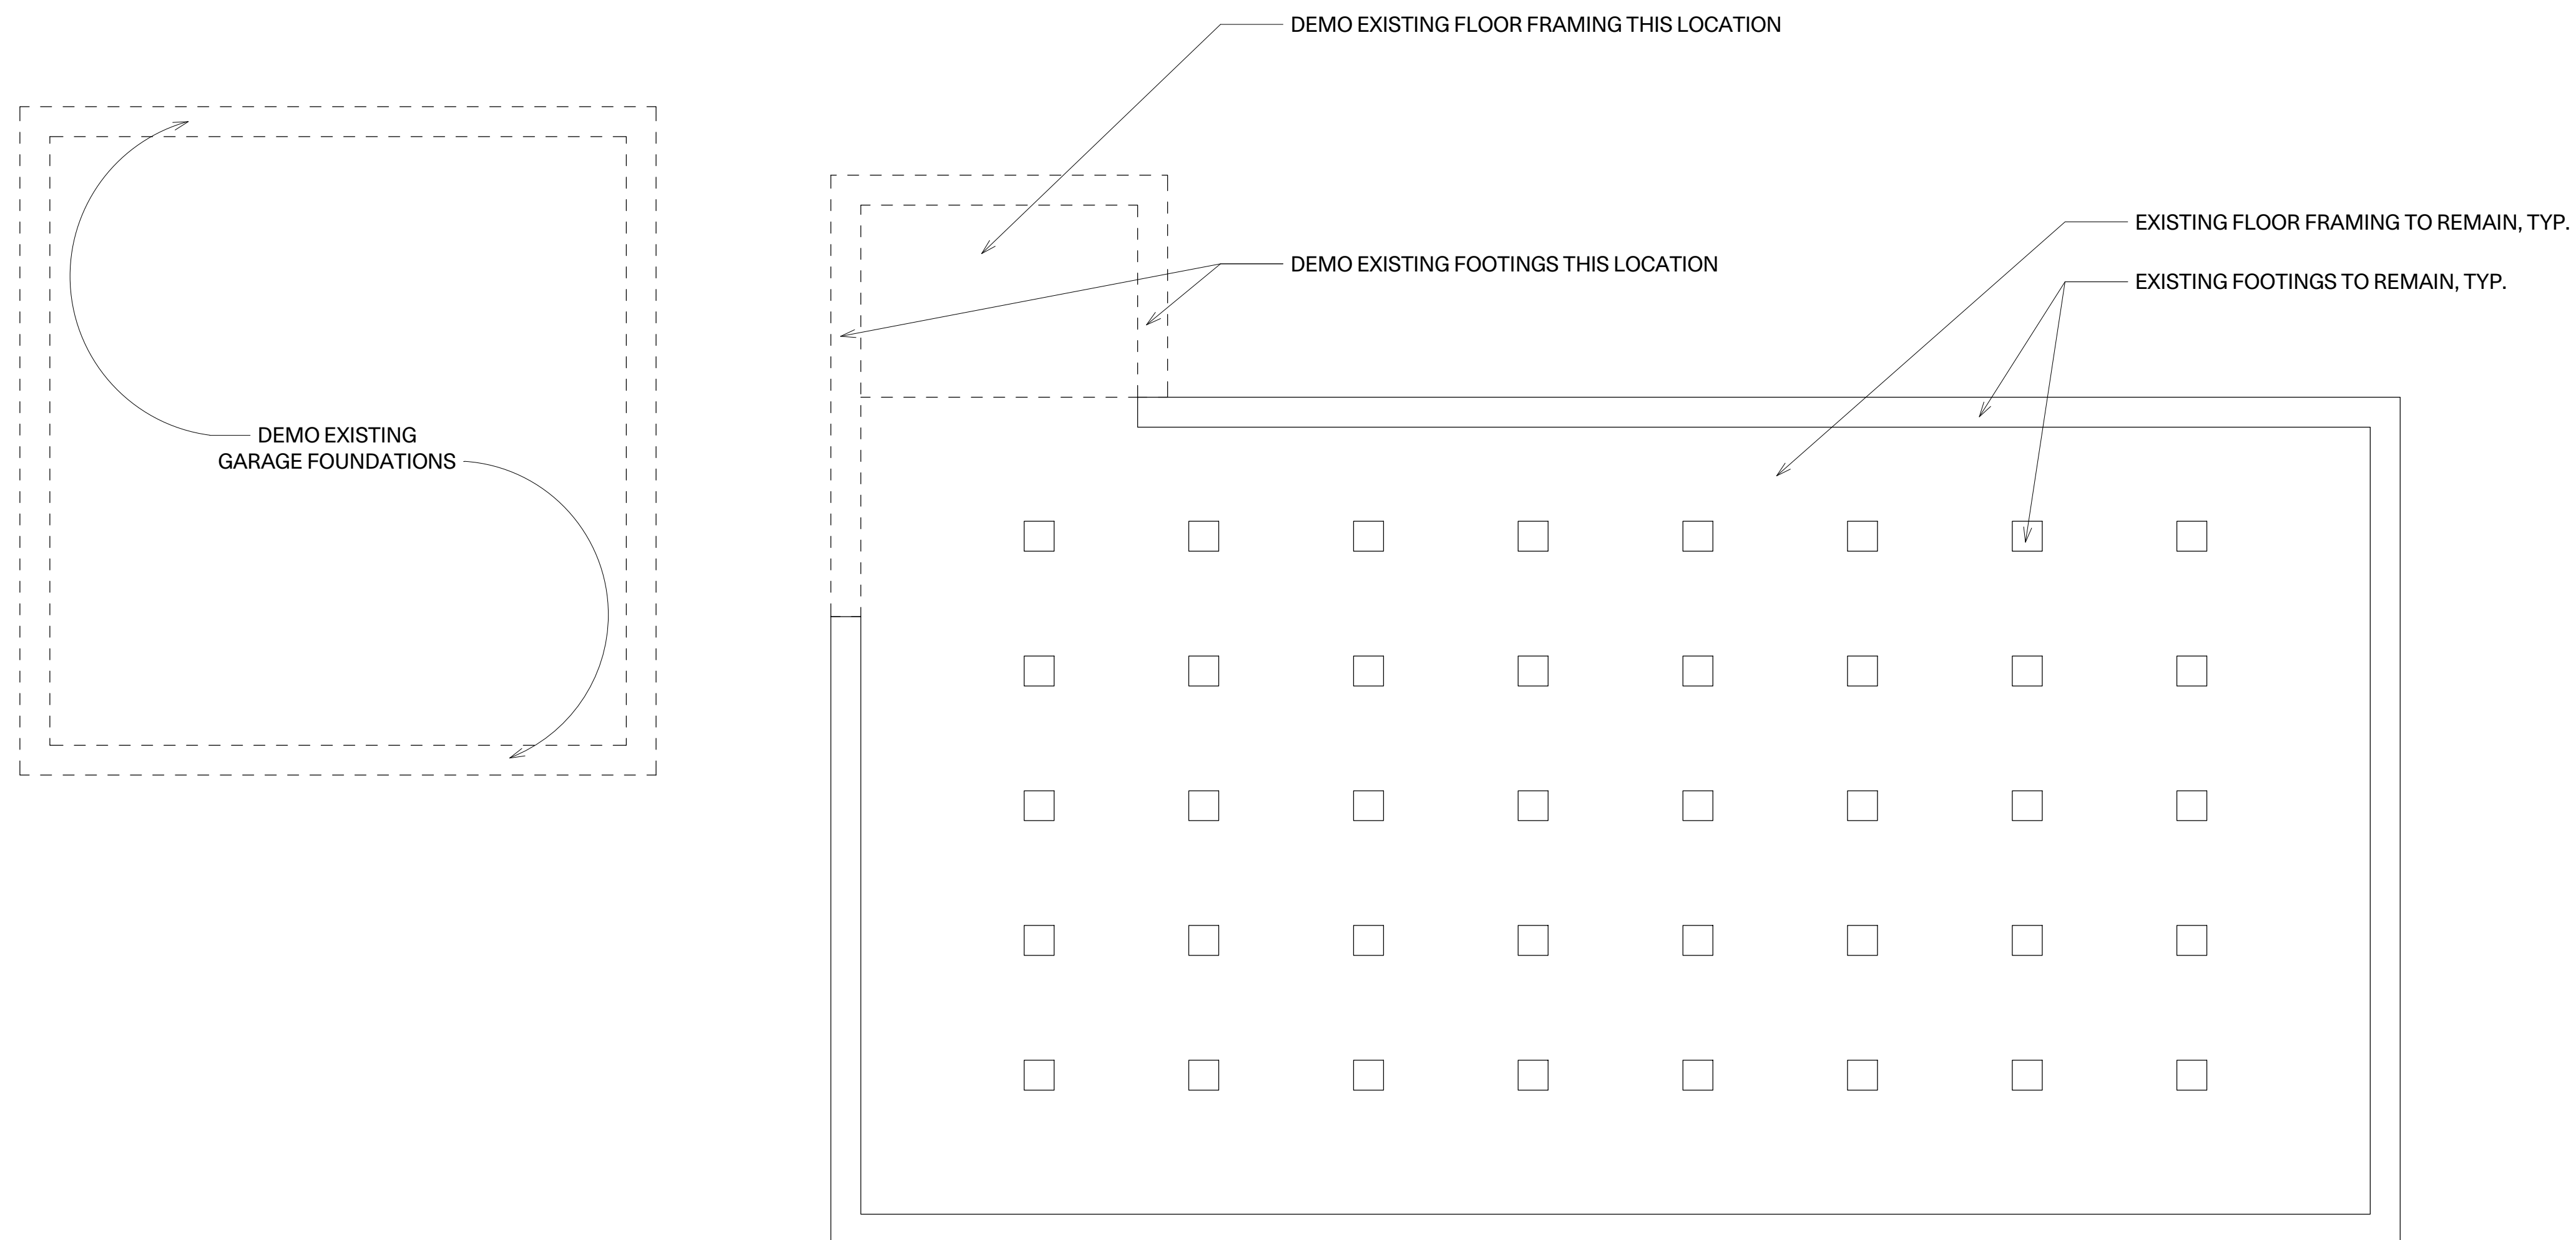 DEMO EXISTING FLOOR FRAMING THIS LOCATION
EXISTING FLOOR FRAMING TO REMAIN, TYP.
DEMO EXISTING FOOTINGS THIS LOCATION
EXISTING FOOTINGS TO REMAIN, TYP.
DEMO EXISTING
GARAGE FOUNDATIONS